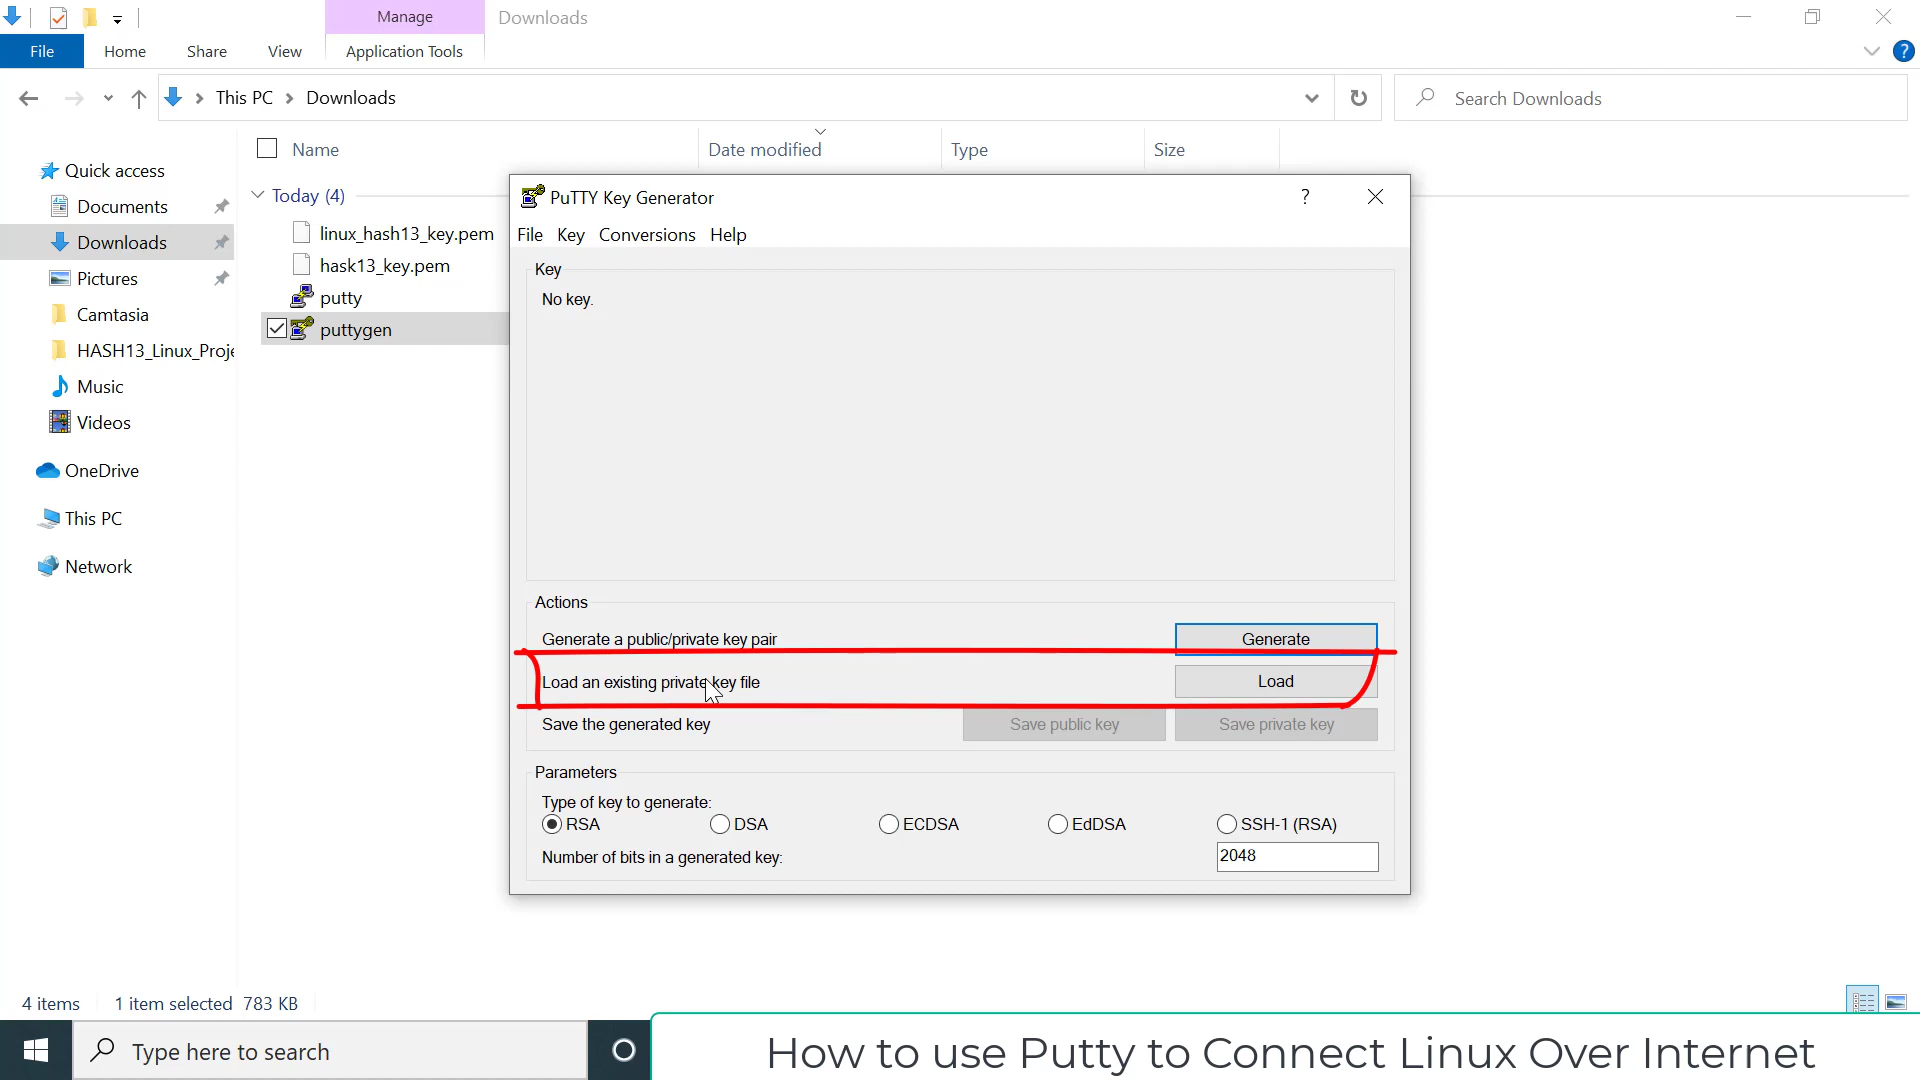 Manage
Downloads
File
Home
Share
View
Application Tools
?
This PC
Downloads
Search Downloads
Name
Date modified
Type
Size
Quick access
Documents
Downloads
Pictures
Camtasia
HASH13_Linux_Proje
Music
Videos
OneDrive
This PC
Network
Today (4)
linux_hash13_key.pem
hask13_key.pem
putty
puttygen
PuTTY Key Generator
?
File Key Conversions Help
Key
No key.
Actions
Generate a public/private key pair
Generate
Load an existing private key file
Load
Save the generated key
Save public key
Save private key
Parameters
Type of key to generate:
RSA
DSA
ECDSA
EdDSA
SSH-1 (RSA)
Number of bits in a generated key:
2048
4 items
1 item selected 783 KB
Type here to search
How to use Putty to Connect Linux Over Internet